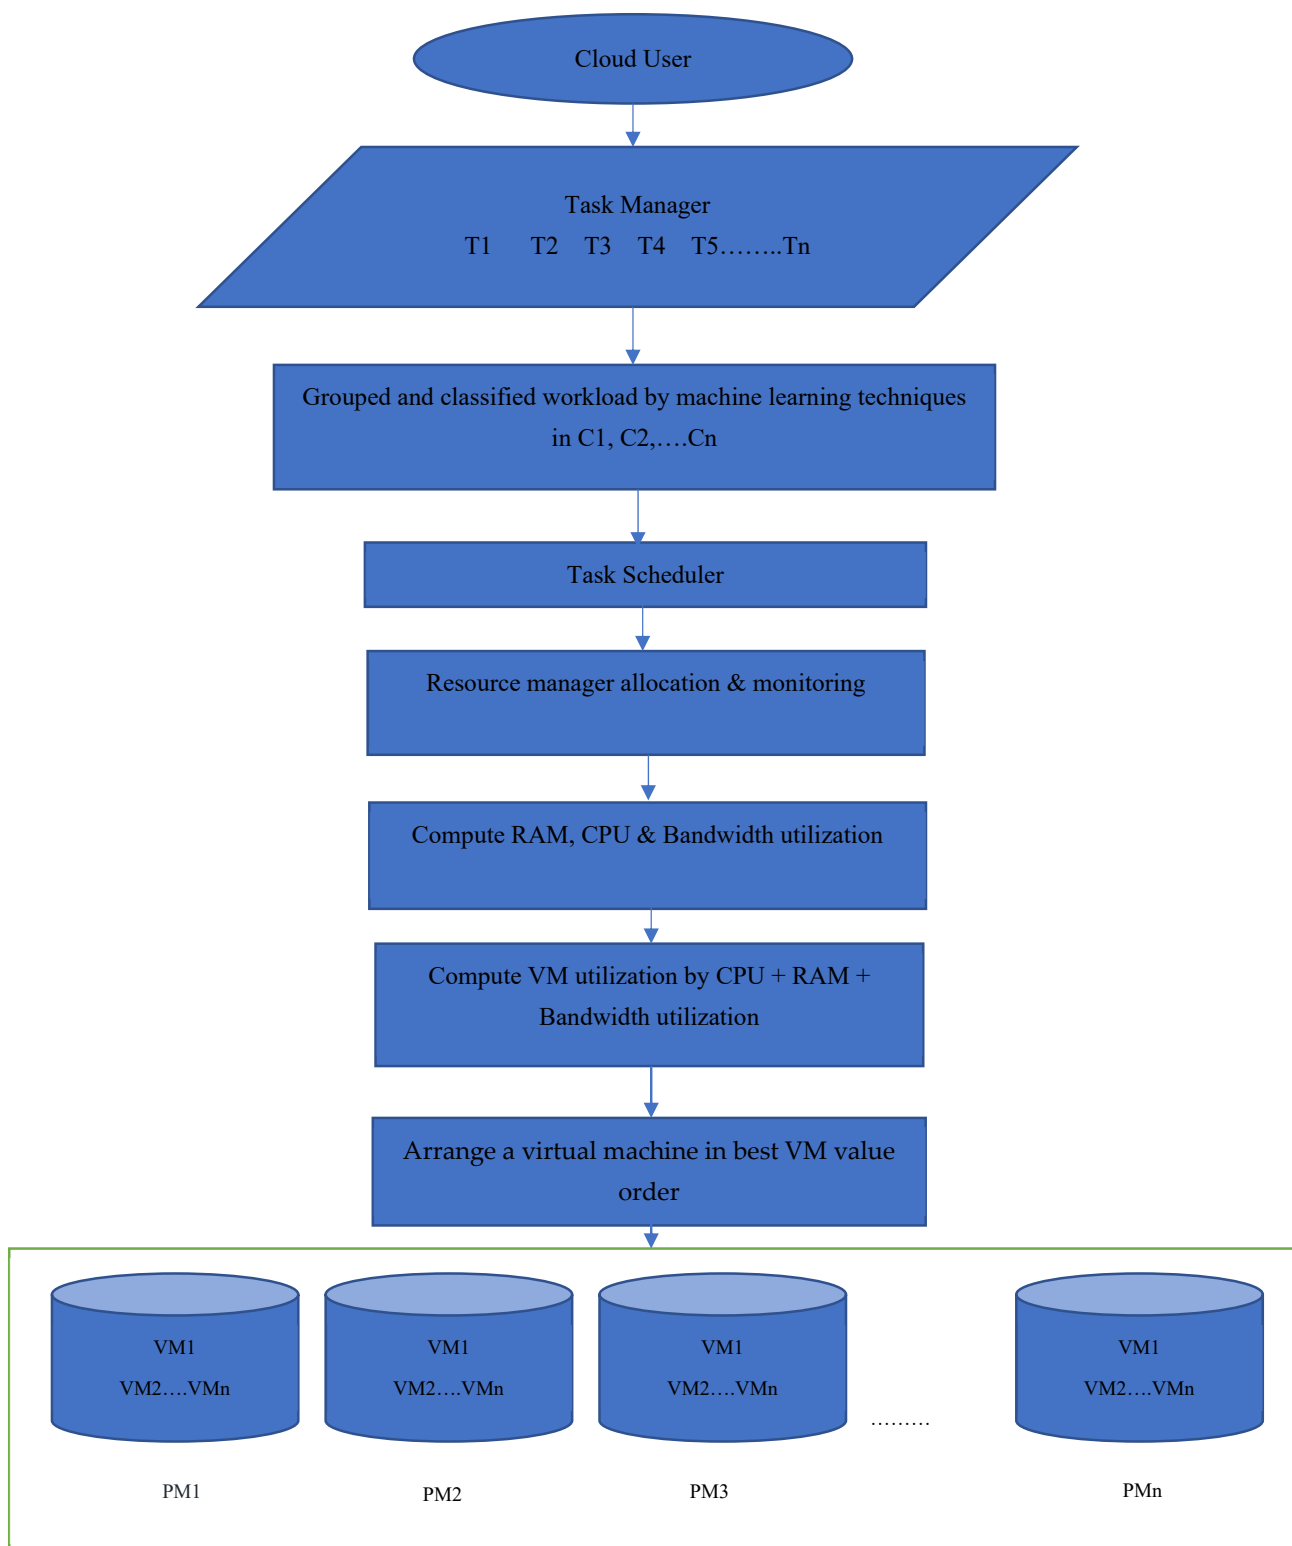 Cloud User
Task Manager
T1 T2 T3 T4 T5……..Tn
Grouped and classified workload by machine learning techniques
in C1, C2,….Cn
Task Scheduler
Resource manager allocation & monitoring
Compute RAM, CPU & Bandwidth utilization
Compute VM utilization by CPU + RAM +
Bandwidth utilization
Arrange a virtual machine in best VM value
order
VM1 VM1 VM1 VM1
VM2….VMn VM2….VMn VM2….VMn VM2….VMn
………
PM1 PM2 PM3 PMn